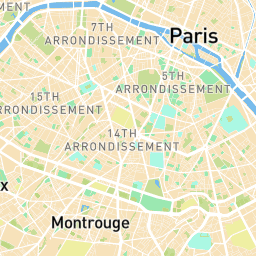 7TH
ARRONDISSEMENT
Paris
5TH
ARRONDISSEMENT
15TH
ARRONDISSEMENT
14TH
ARRONDISSEMENT
x
Montrouge